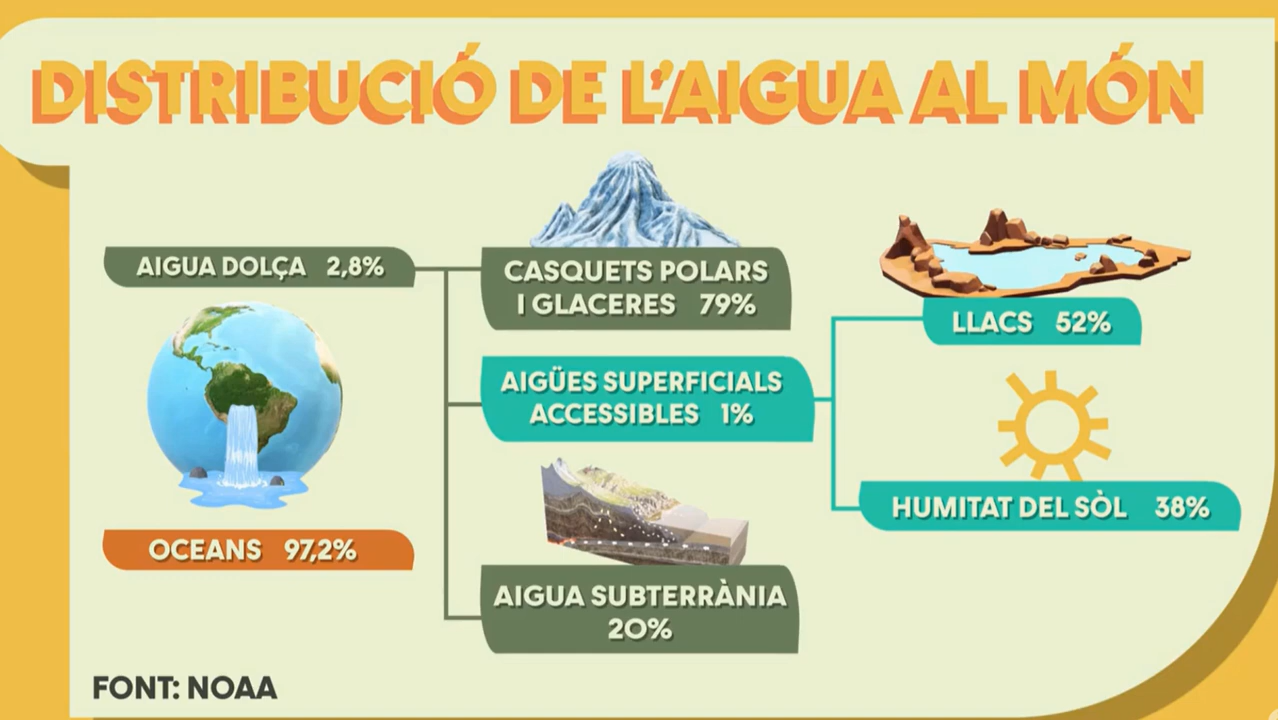 DISTRIBUCIÓ DE L'AIGUA AL MÓN
AIGUA DOLÇA 2,8%
OCEANS 97,2%
CASQUETS POLARS
I GLACERES 79%
AIGÜES SUPERFICIALS
ACCESSIBLES 1%
AIGUA SUBTERRÀNIA
20%
LLACS 52%
HUMITAT DEL SÒL 38%
FONT: NOAA